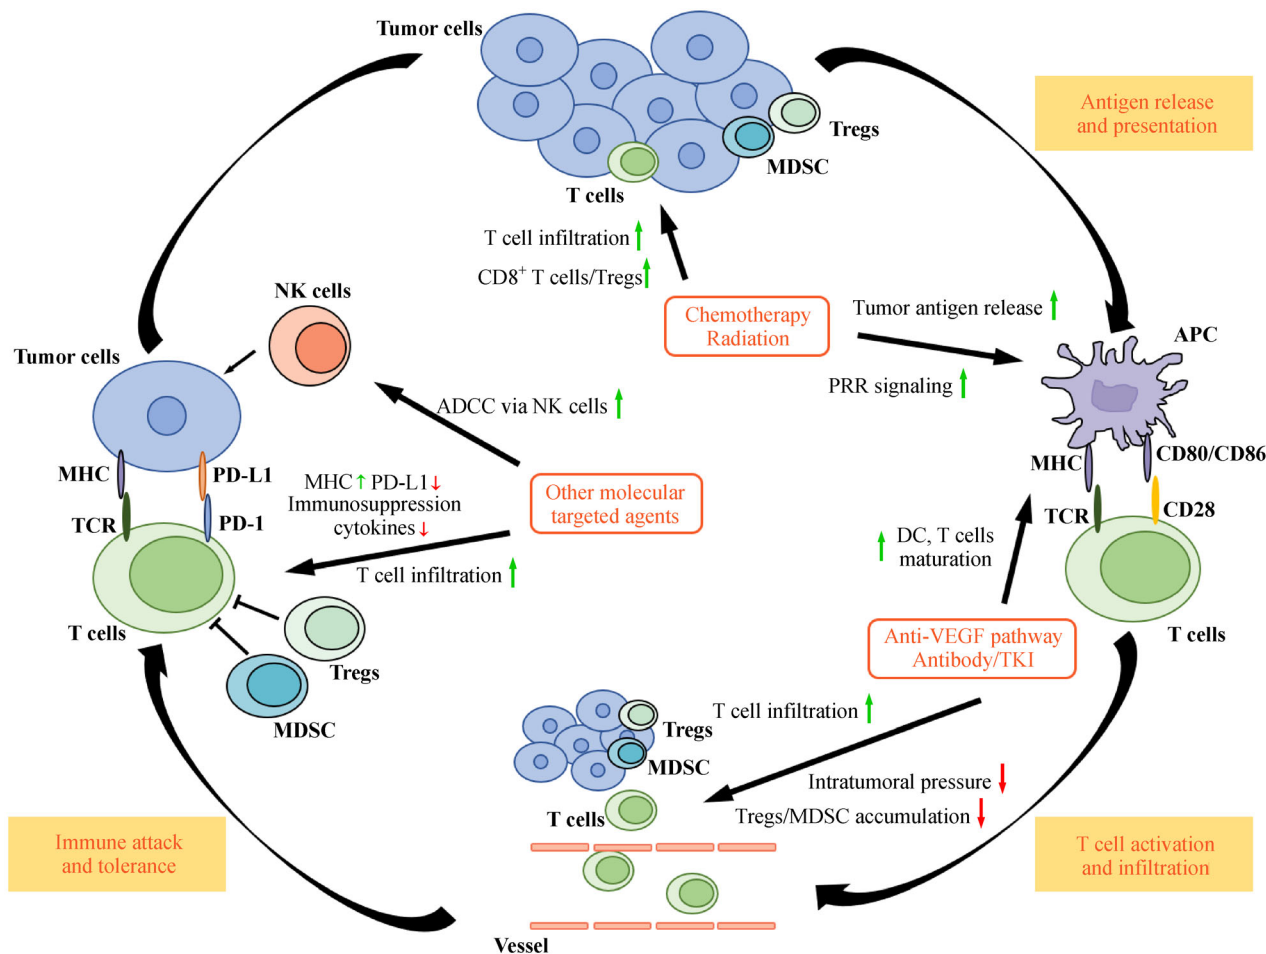 Tumor cells
Tregs
MDSC
T cells
Antigen release
and presentation
T cell infiltration
CD8+ T cells/Tregs
Chemotherapy
Radiation
Tumor antigen release
PRR signaling
APC
NK cells
Tumor cells
ADCC via NK cells
MHC
PD-L1
TCR
PD-1
T cells
Tregs
MDSC
MHC↑ PD-L1↓
Immunosuppression
cytokines↓
T cell infiltration
Other molecular
targeted agents
MHC
CD80/CD86
TCR
CD28
T cells
DC, T cells
maturation
Anti-VEGF pathway
Antibody/TKI
T cell infiltration
Intratumoral pressure
Tregs/MDSC accumulation
Tregs
MDSC
T cells
Vessel
Immune attack
and tolerance
T cell activation
and infiltration